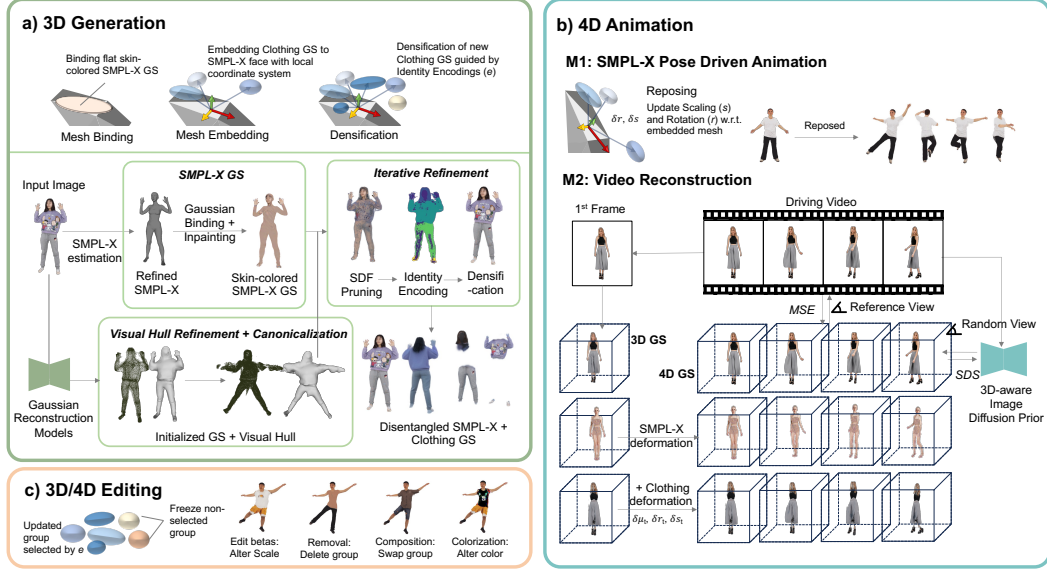 a) 3D Generation
Binding flat skin-
colored SMPL-X GS
Mesh Binding
Embedding Clothing GS to
SMPL-X face with local
coordinate system
Mesh Embedding
Densification of new
Clothing GS guided by
Identity Encodings (e)
Densification
Input Image
SMPL-X
estimation
SMPL-X GS
Gaussian
Binding +
Inpainting
Refined
SMPL-X
Skin-colored
SMPL-X GS
Iterative Refinement
SDF
Pruning
Identity
Encoding
Densifi
-cation
Gaussian
Reconstruction
Models
Visual Hull Refinement + Canonicalization
Initialized GS + Visual Hull
Disentangled SMPL-X +
Clothing GS
c) 3D/4D Editing
Updated
group
selected by e
Freeze non-
selected
group
Edit betas:
Alter Scale
Removal:
Delete group
Composition:
Swap group
Colorization:
Alter color
b) 4D Animation
M1: SMPL-X Pose Driven Animation
Reposing
δr, δs
Update Scaling (s)
and Rotation (r) w.r.t.
embedded mesh
Reposed
M2: Video Reconstruction
1st Frame
Driving Video
MSE
Reference View
Random View
3D GS
4D GS
SDS
3D-aware
Image
Diffusion Prior
SMPL-X
deformation
+ Clothing
deformation
δμt, δrt, δst